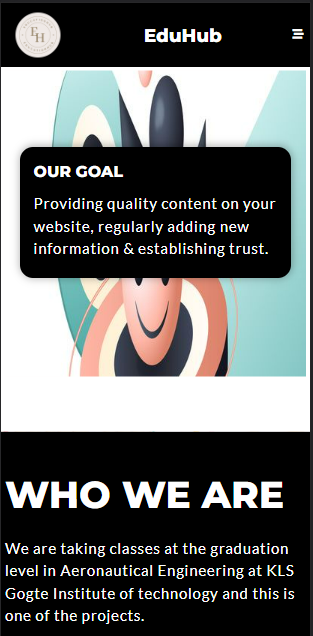 EH
EduHub
OUR GOAL
Providing quality content on your
website, regularly adding new
information & establishing trust.
WHO WE ARE
We are taking classes at the graduation
level in Aeronautical Engineering at KLS
Gogte Institute of technology and this is
one of the projects.